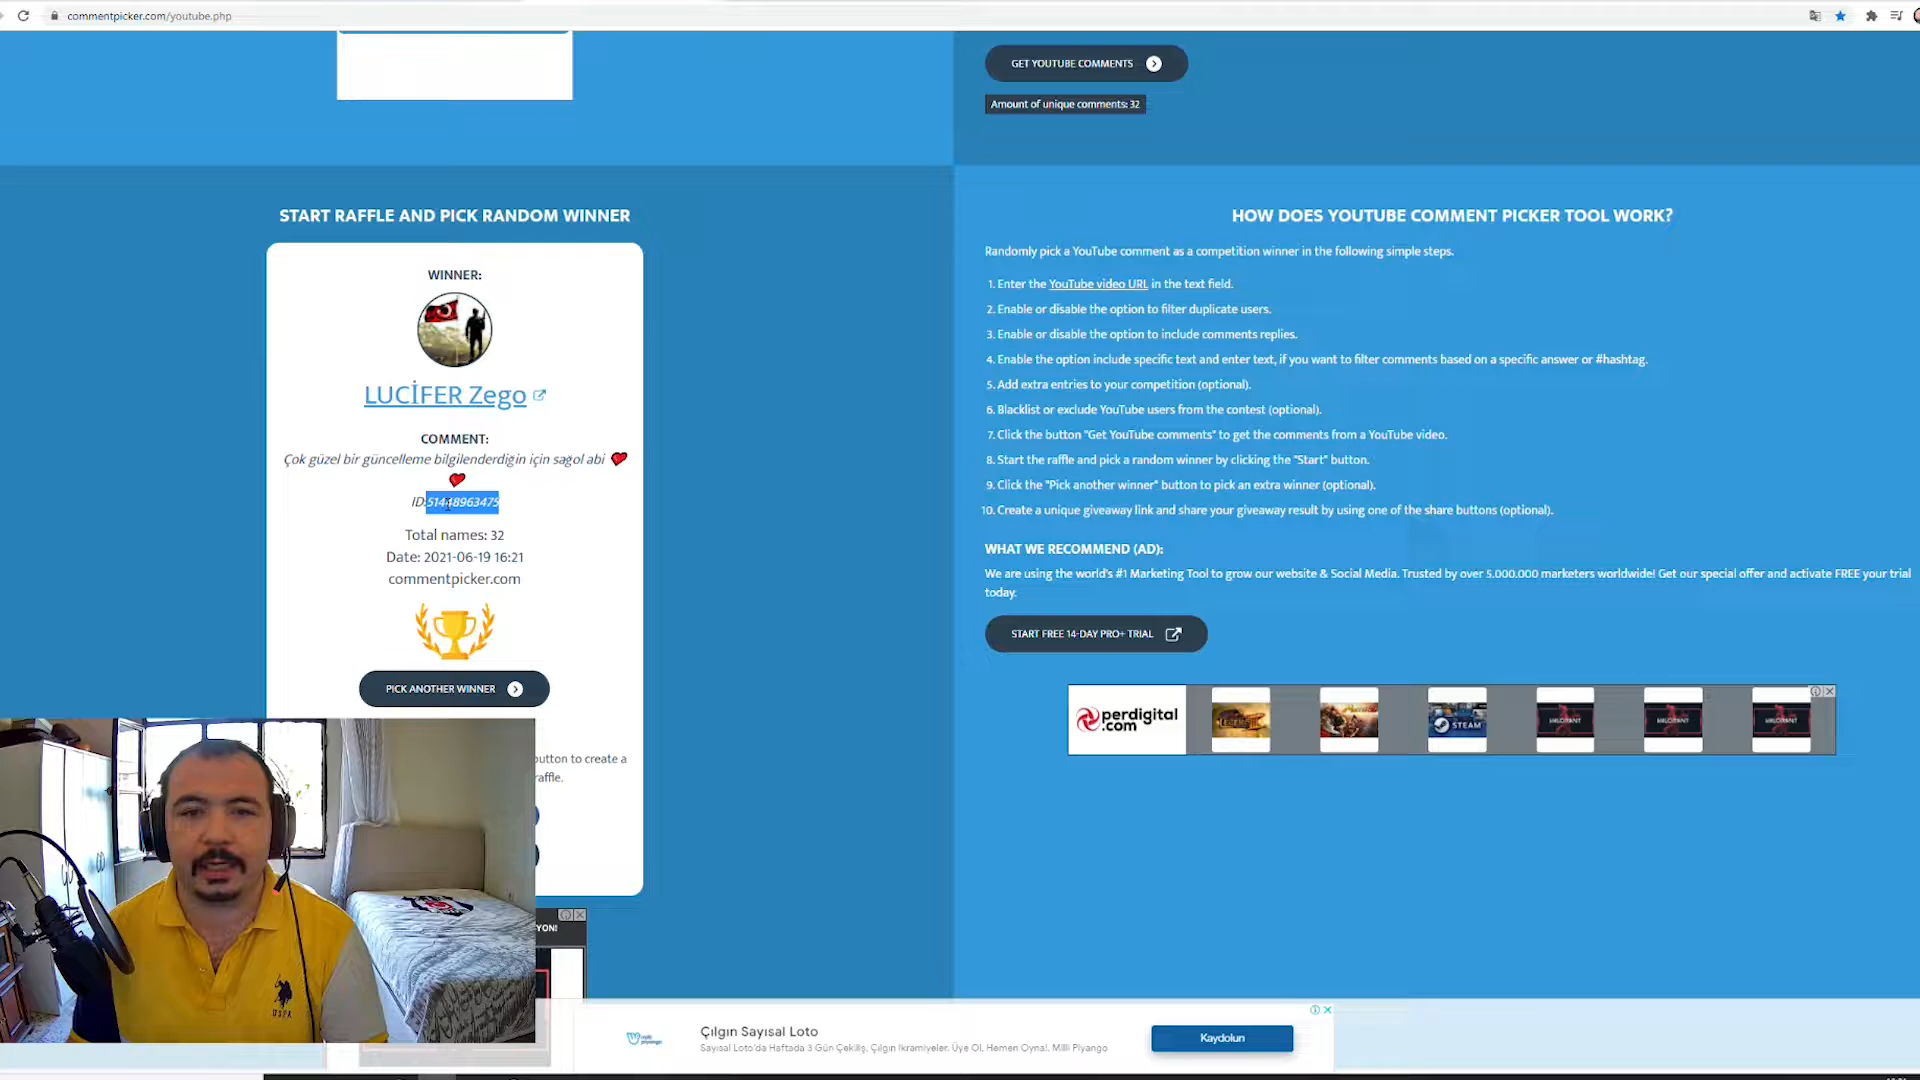 commentpicker.com/youtube.php
GET YOUTUBE COMMENTS
Amount of unique comments: 32
START RAFFLE AND PICK RANDOM WINNER
WINNER:
LUCİFER Zego
COMMENT:
Çok güzel bir güncelleme bilgilenderdiğin için sağol abi ❤
❤
ID:51448963475
Total names: 32
Date: 2021-06-19 16:21
commentpicker.com
PICK ANOTHER WINNER
button to create a
raffle.
YON!
HOW DOES YOUTUBE COMMENT PICKER TOOL WORK?
Randomly pick a YouTube comment as a competition winner in the following simple steps.
1. Enter the YouTube video URL in the text field.
2. Enable or disable the option to filter duplicate users.
3. Enable or disable the option to include comments replies.
4. Enable the option include specific text and enter text, if you want to filter comments based on a specific answer or #hashtag.
5. Add extra entries to your competition (optional).
6. Blacklist or exclude YouTube users from the contest (optional).
7. Click the button "Get YouTube comments" to get the comments from a YouTube video.
8. Start the raffle and pick a random winner by clicking the "Start" button.
9. Click the "Pick another winner" button to pick an extra winner (optional).
10. Create a unique giveaway link and share your giveaway result by using one of the share buttons (optional).
WHAT WE RECOMMEND (AD):
We are using the world's #1 Marketing Tool to grow our website & Social Media. Trusted by over 5.000.000 marketers worldwide! Get our special offer and activate FREE your trial
today.
START FREE 14-DAY PRO+ TRIAL
perdigital
.com
STEAM
VALORANT
VALORANT
VALORANT
U.S.P.A.
Çılgın Sayısal Loto
Sayısal Loto'da Haftada 3 Gün Çekiliş, Çılgın İkramiyeler. Üye Ol, Hemen Oyna!. Milli Piyango
Kaydolun